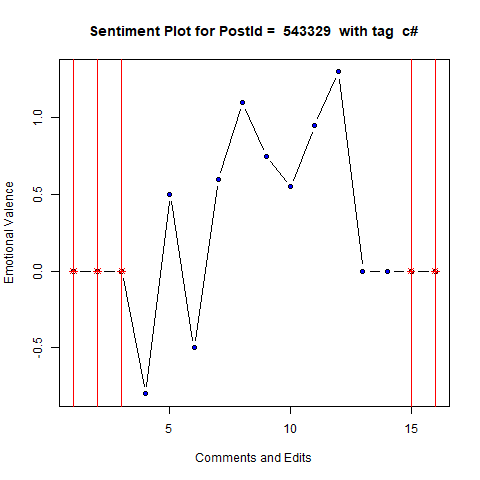 Sentiment Plot for PostId =  543329  with tag  c#
Emotional Valence
1.0
0.5
0.0
-0.5
5
10
15
Comments and Edits